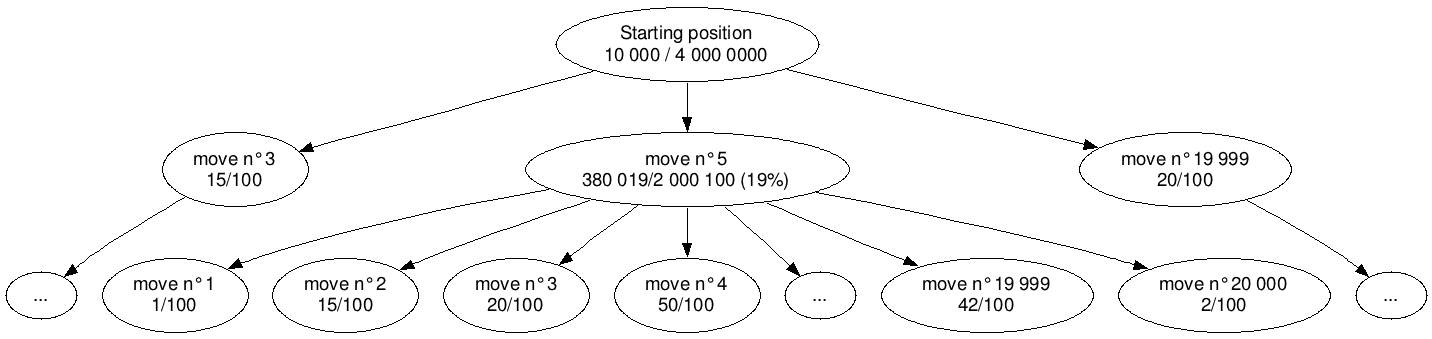 Starting position
10 000 / 4 000 0000
move n°3
15/100
move n°5
380 019/2 000 100 (19%)
move n°19 999
20/100
...
move n°1
1/100
move n°2
15/100
move n°3
20/100
move n°4
50/100
...
move n°19 999
42/100
move n°20 000
2/100
...